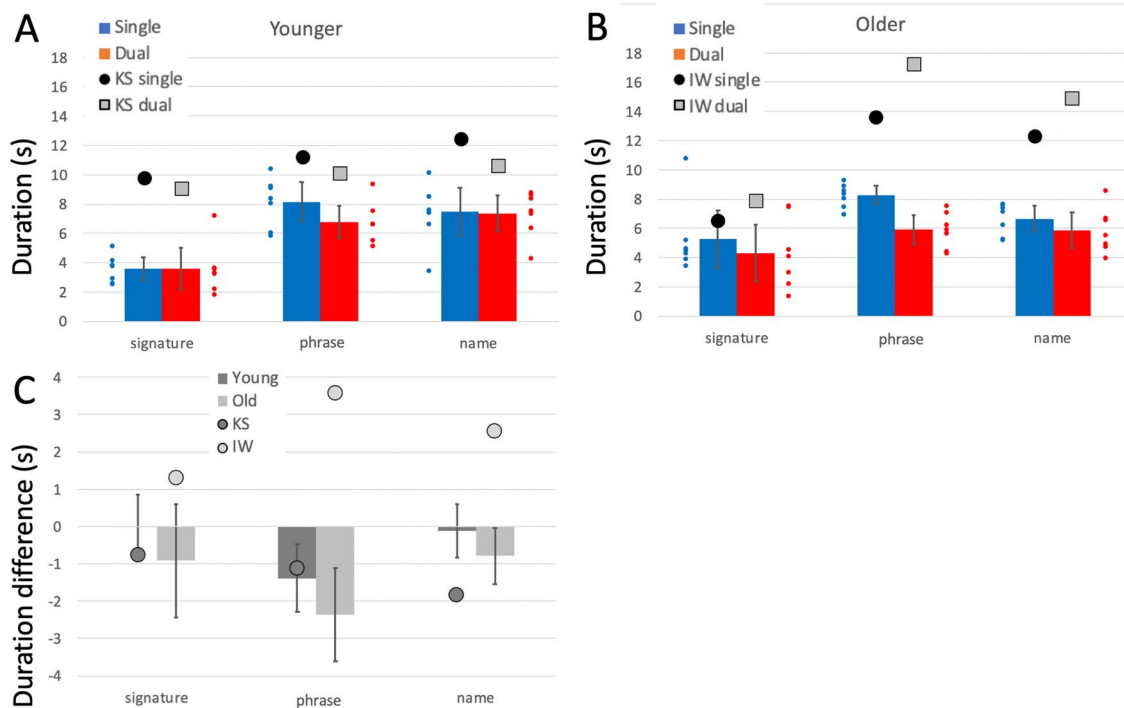 A
Younger
Single
Dual
KS single
KS dual
Duration (s)
18
16
14
12
10
8
6
4
2
0
signature
phrase
name
B
Older
Single
Dual
IW single
IW dual
Duration (s)
18
16
14
12
10
8
6
4
2
0
signature
phrase
name
C
Young
Old
KS
IW
Duration difference (s)
4
3
2
1
0
-1
-2
-3
-4
signature
phrase
name